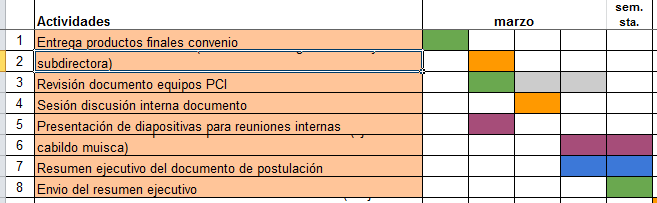 sem.
Actividades marzo sta.
1 Entrega productos finales convenio
2 subdirectora)
3 Revisión documento equipos PCI
4 Sesión discusión interna documento
5 Presentación de diapositivas para reuniones internas
6 cabildo muisca)
7 Resumen ejecutivo del documento de postulación
8 Envio del resumen ejecutivo